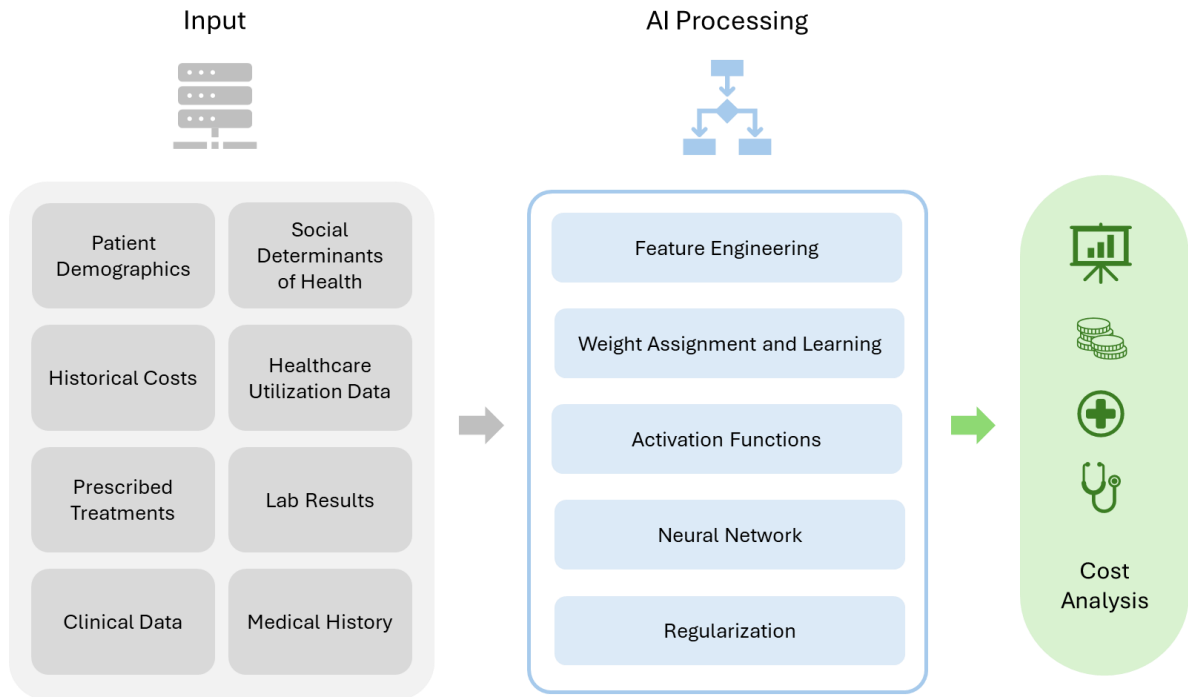 Input
AI Processing
Patient
Demographics
Social
Determinants
of Health
Historical Costs
Healthcare
Utilization Data
Prescribed
Treatments
Lab Results
Clinical Data
Medical History
Feature Engineering
Weight Assignment and Learning
Activation Functions
Neural Network
Regularization
Cost
Analysis